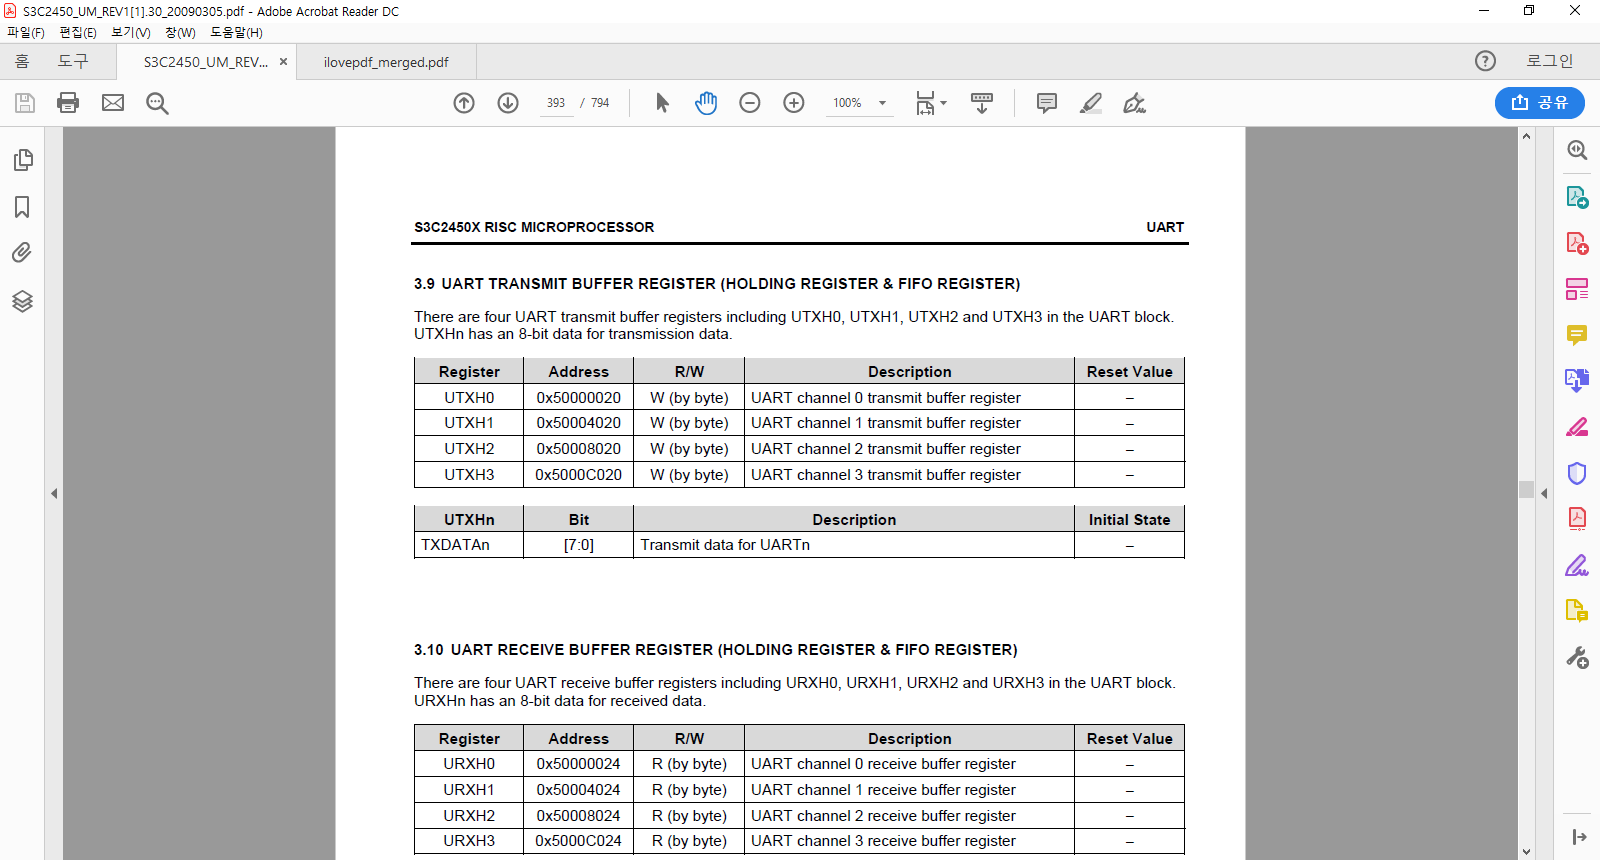 S3C2450_UM_REV1[1].30_20090305.pdf - Adobe Acrobat Reader DC
파일(F) 편집(E) 보기(V) 창(W) 도움말(H)
홈 도구 S3C2450_UM_REV... × ilovepdf_merged.pdf ? 로그인
393 / 794 100% 공유
S3C2450X RISC MICROPROCESSOR UART
3.9 UART TRANSMIT BUFFER REGISTER (HOLDING REGISTER & FIFO REGISTER)
There are four UART transmit buffer registers including UTXH0, UTXH1, UTXH2 and UTXH3 in the UART block.
UTXHn has an 8-bit data for transmission data.
Register Address R/W Description Reset Value
UTXH0 0x50000020 W (by byte) UART channel 0 transmit buffer register –
UTXH1 0x50004020 W (by byte) UART channel 1 transmit buffer register –
UTXH2 0x50008020 W (by byte) UART channel 2 transmit buffer register –
UTXH3 0x5000C020 W (by byte) UART channel 3 transmit buffer register –
UTXHn Bit Description Initial State
TXDATAn [7:0] Transmit data for UARTn –
3.10 UART RECEIVE BUFFER REGISTER (HOLDING REGISTER & FIFO REGISTER)
There are four UART receive buffer registers including URXH0, URXH1, URXH2 and URXH3 in the UART block.
URXHn has an 8-bit data for received data.
Register Address R/W Description Reset Value
URXH0 0x50000024 R (by byte) UART channel 0 receive buffer register –
URXH1 0x50004024 R (by byte) UART channel 1 receive buffer register –
URXH2 0x50008024 R (by byte) UART channel 2 receive buffer register –
URXH3 0x5000C024 R (by byte) UART channel 3 receive buffer register –